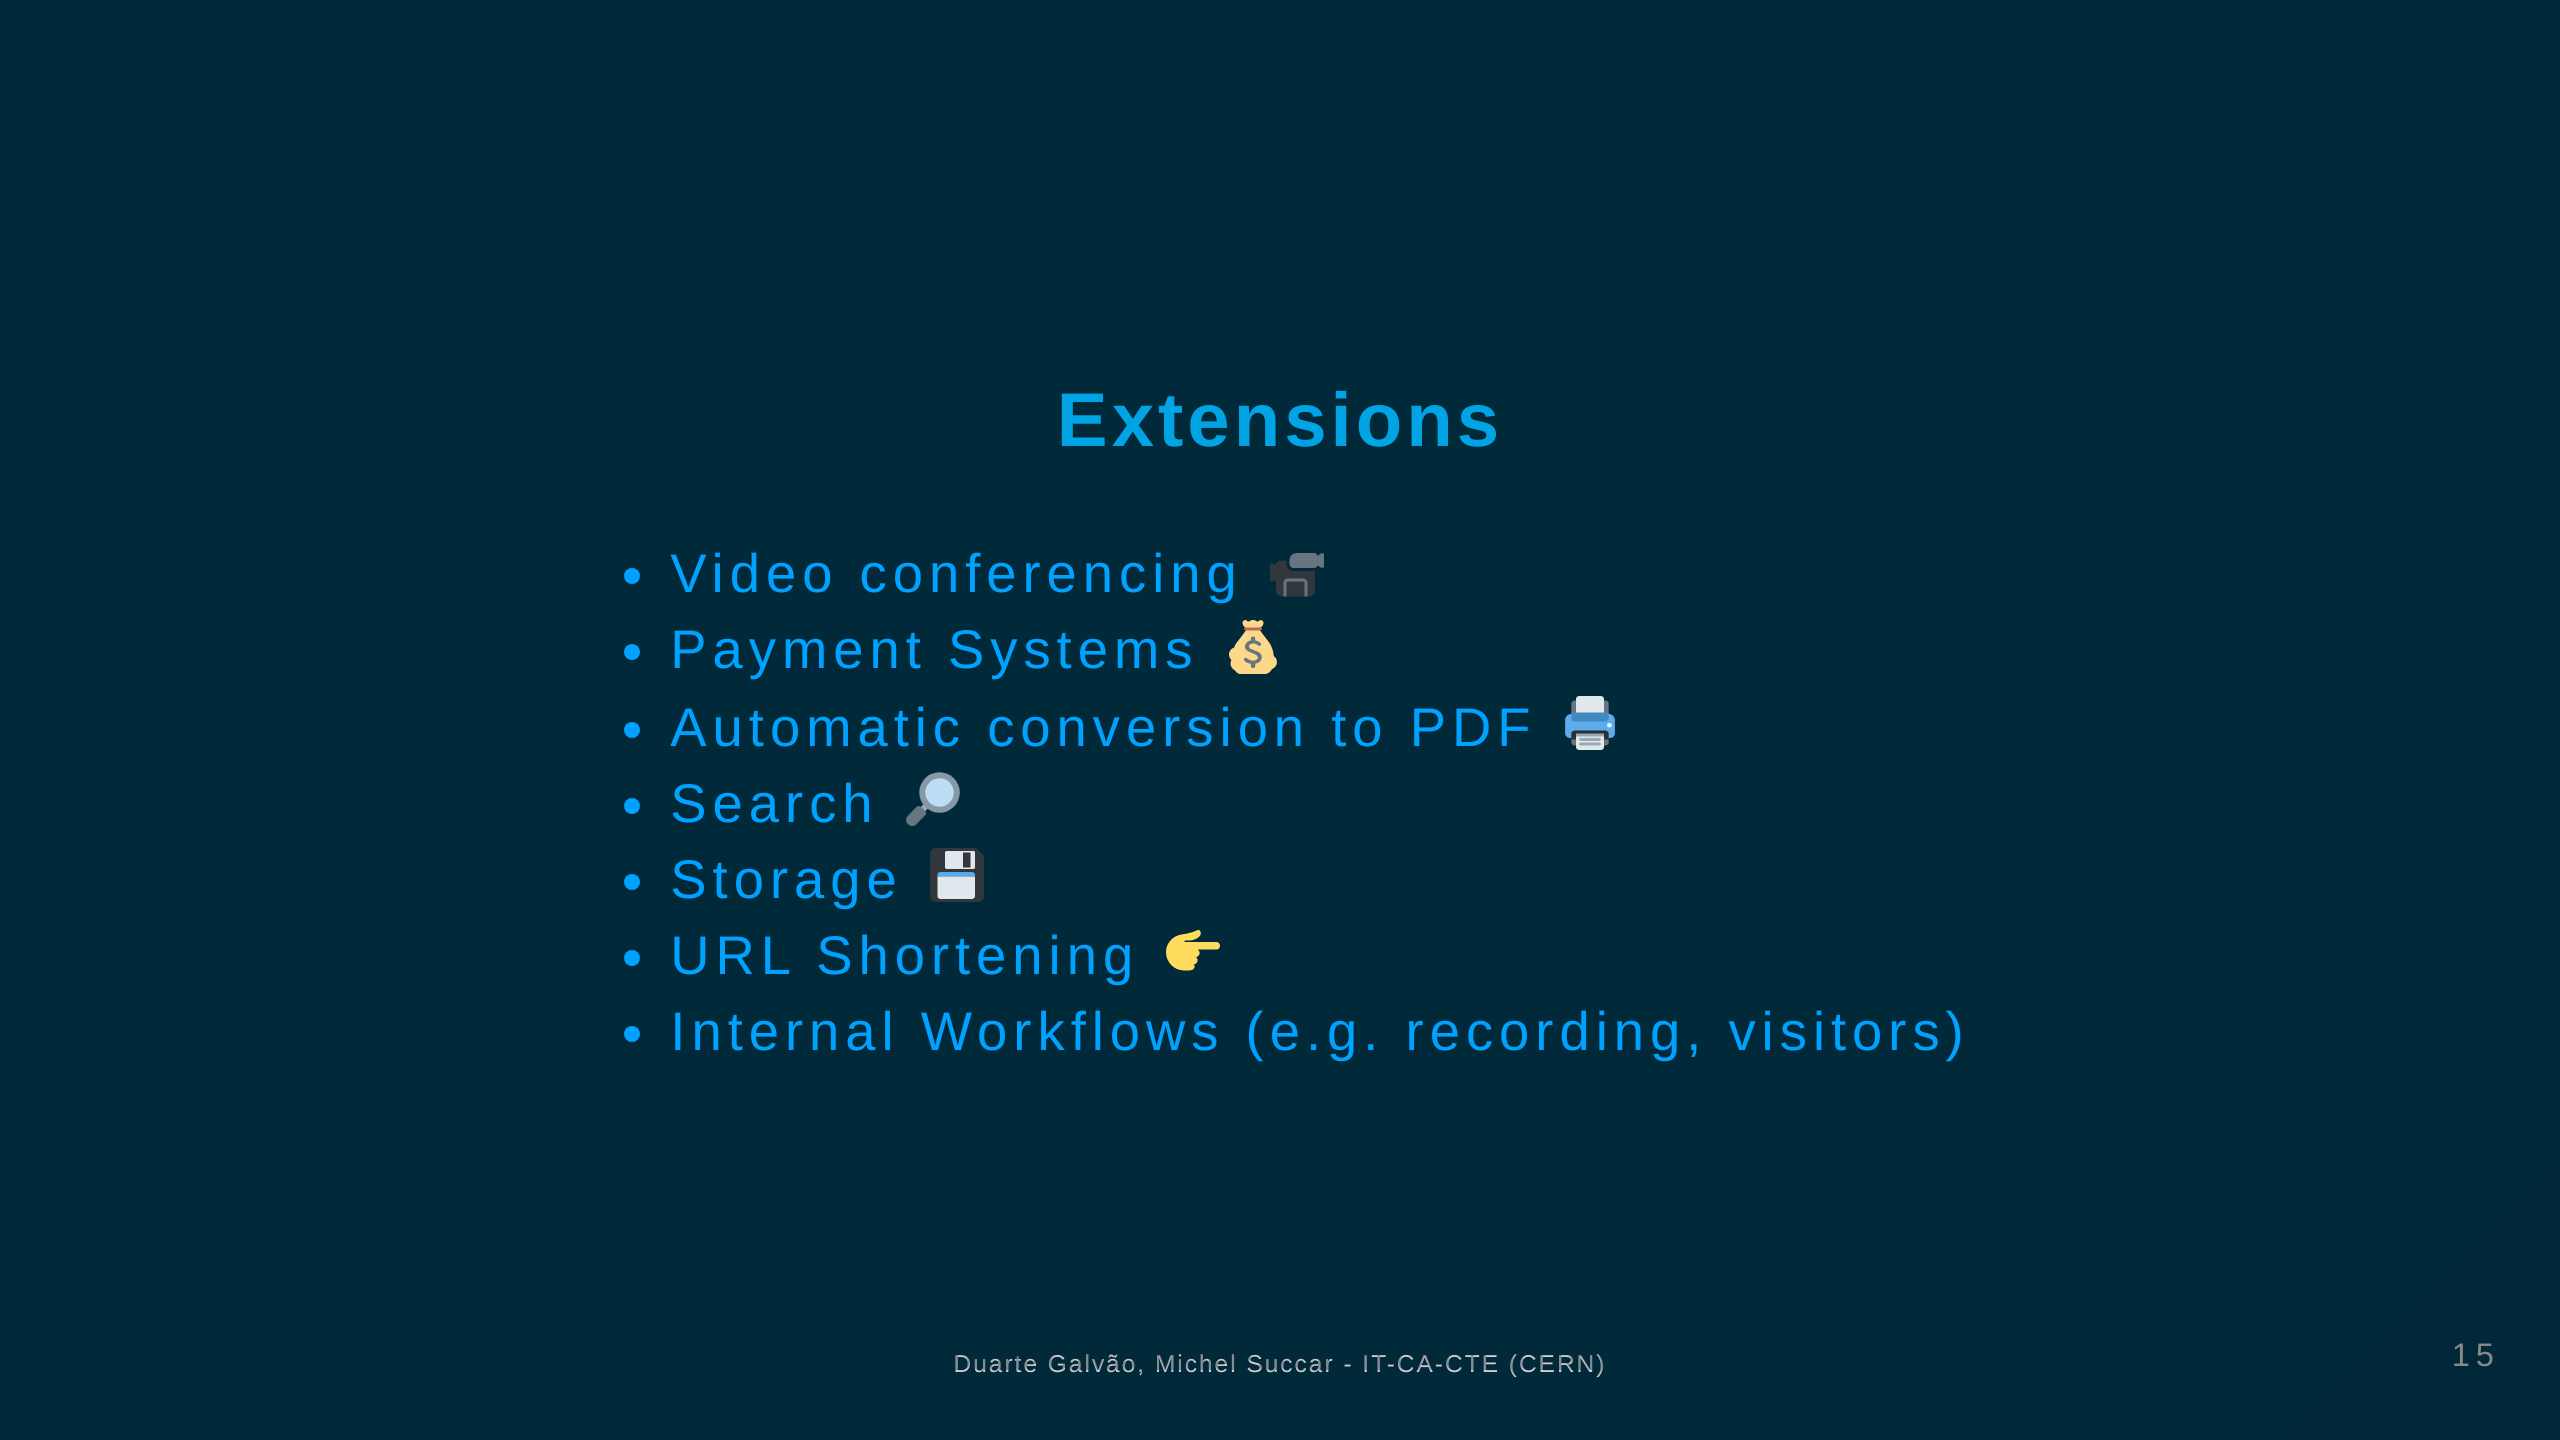 Extensions
• Video conferencing 📹
• Payment Systems 💰
• Automatic conversion to PDF 🖨
• Search 🔎
• Storage 💾
• URL Shortening 👉
• Internal Workflows (e.g. recording, visitors)
Duarte Galvão, Michel Succar - IT-CA-CTE (CERN)
15